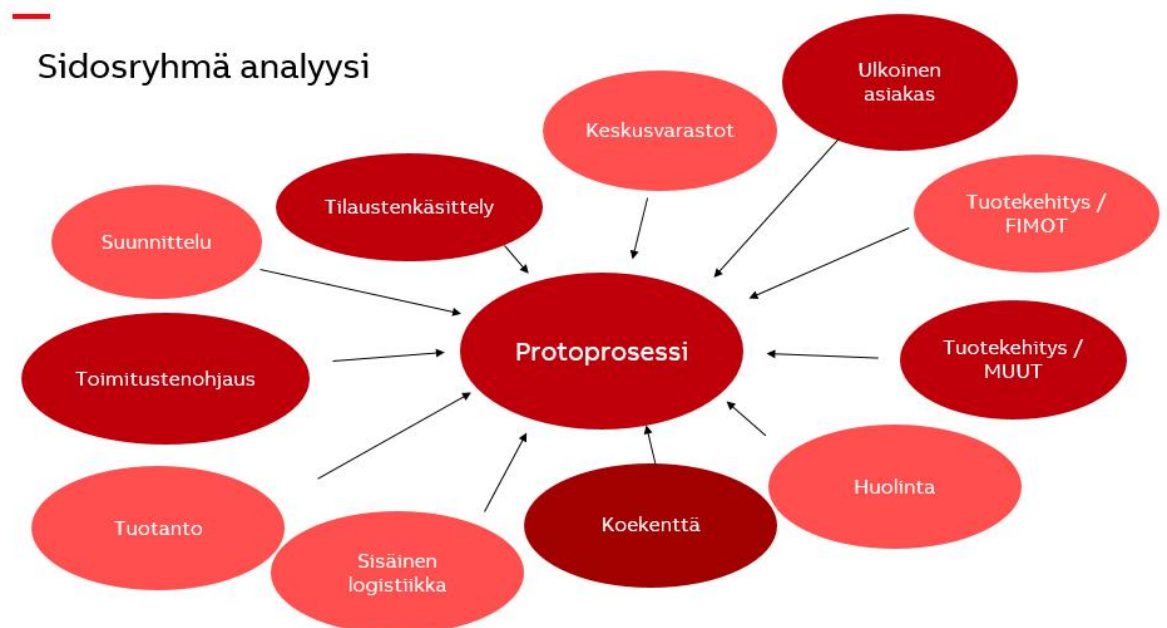 Sidosryhmä analyysi
Ulkoinen
asiakas
Keskusvarastot
Tilaustenkäsittely
Tuotekehitys /
FIMOT
Suunnittelu
Protoprosessi
Tuotekehitys /
MUUT
Toimitustenohjaus
Huolinta
Tuotanto
Koekenttä
Sisäinen
logistiikka